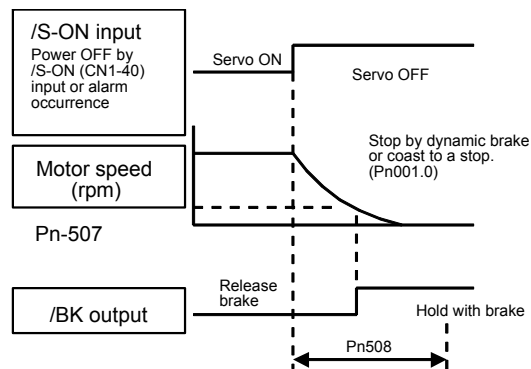 /S-ON input
Power OFF by
/S-ON (CN1-40)
input or alarm
occurrence
Servo ON
Servo OFF
Motor speed
(rpm)
Stop by dynamic brake
or coast to a stop.
(Pn001.0)
Pn-507
/BK output
Release
brake
Hold with brake
Pn508